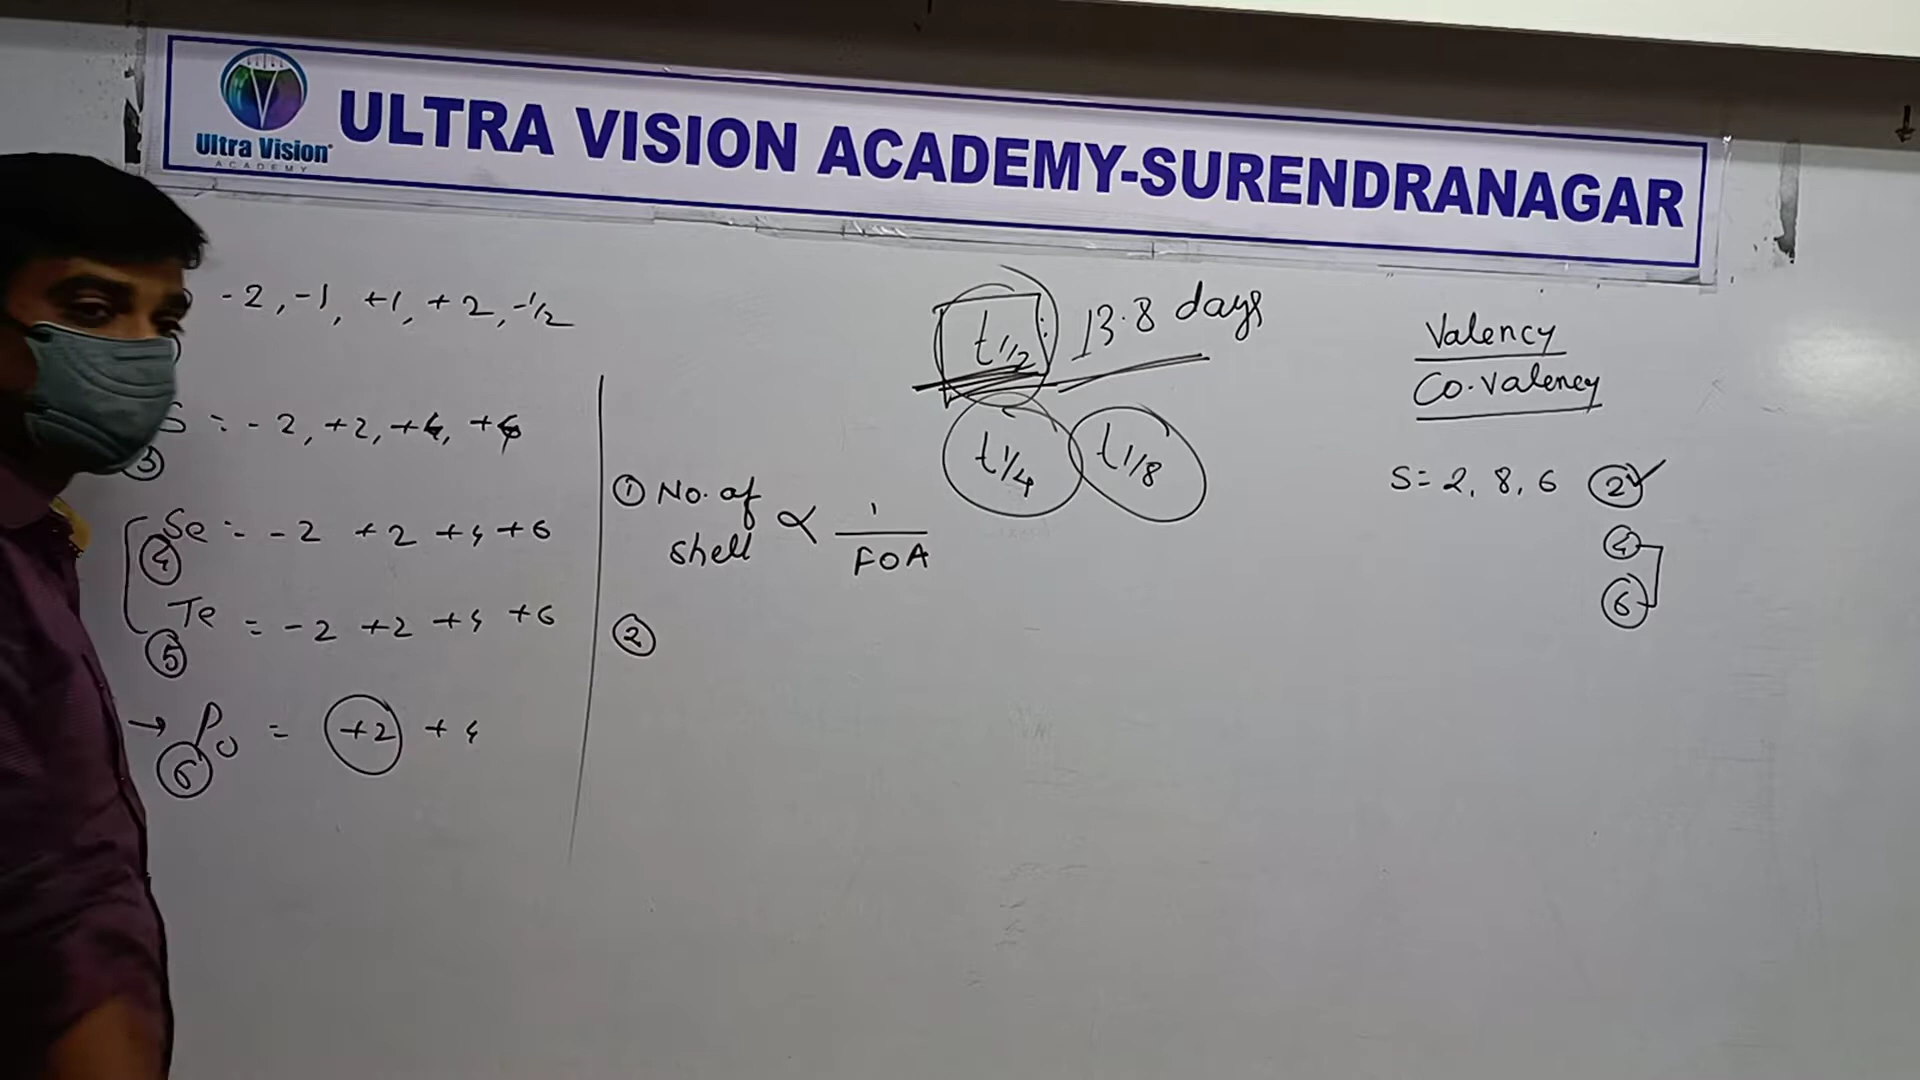 Ultra Vision
ACADEMY
ULTRA VISION ACADEMY-SURENDRANAGAR
-2, -1, +1, +2, -1/2
S = -2, +2, +4, +6
③
Se = -2 +2 +4 +6
④
Te = -2 +2 +4 +6
⑤
→ Po = +2 +4
⑥
① No. of shell ∝ 1/FOA
②
t1/2 : 13.8 days
t1/4 t1/8
Valency
Co.valency
S = 2, 8, 6 ② ✓
④
⑥